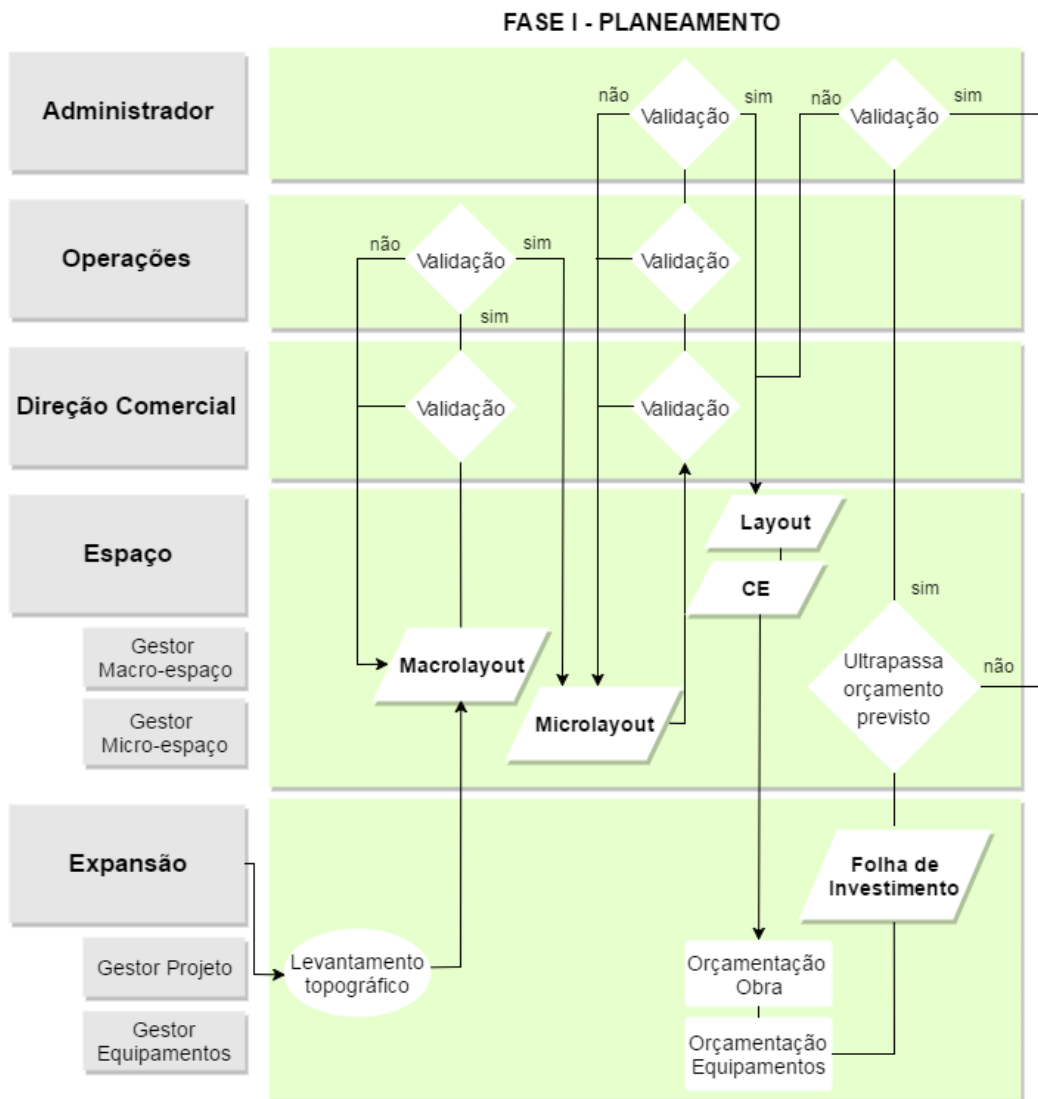 FASE I - PLANEAMENTO
Administrador
não
Validação
sim
não
Validação
sim
Operações
não
Validação
sim
Validação
sim
Direção Comercial
Validação
Validação
Espaço
Layout
CE
sim
Gestor
Macro-espaço
Macrolayout
Ultrapassa
orçamento
previsto
não
Gestor
Micro-espaço
Microlayout
Expansão
Folha de
Investimento
Gestor Projeto
Levantamento
topográfico
Orçamentação
Obra
Gestor
Equipamentos
Orçamentação
Equipamentos